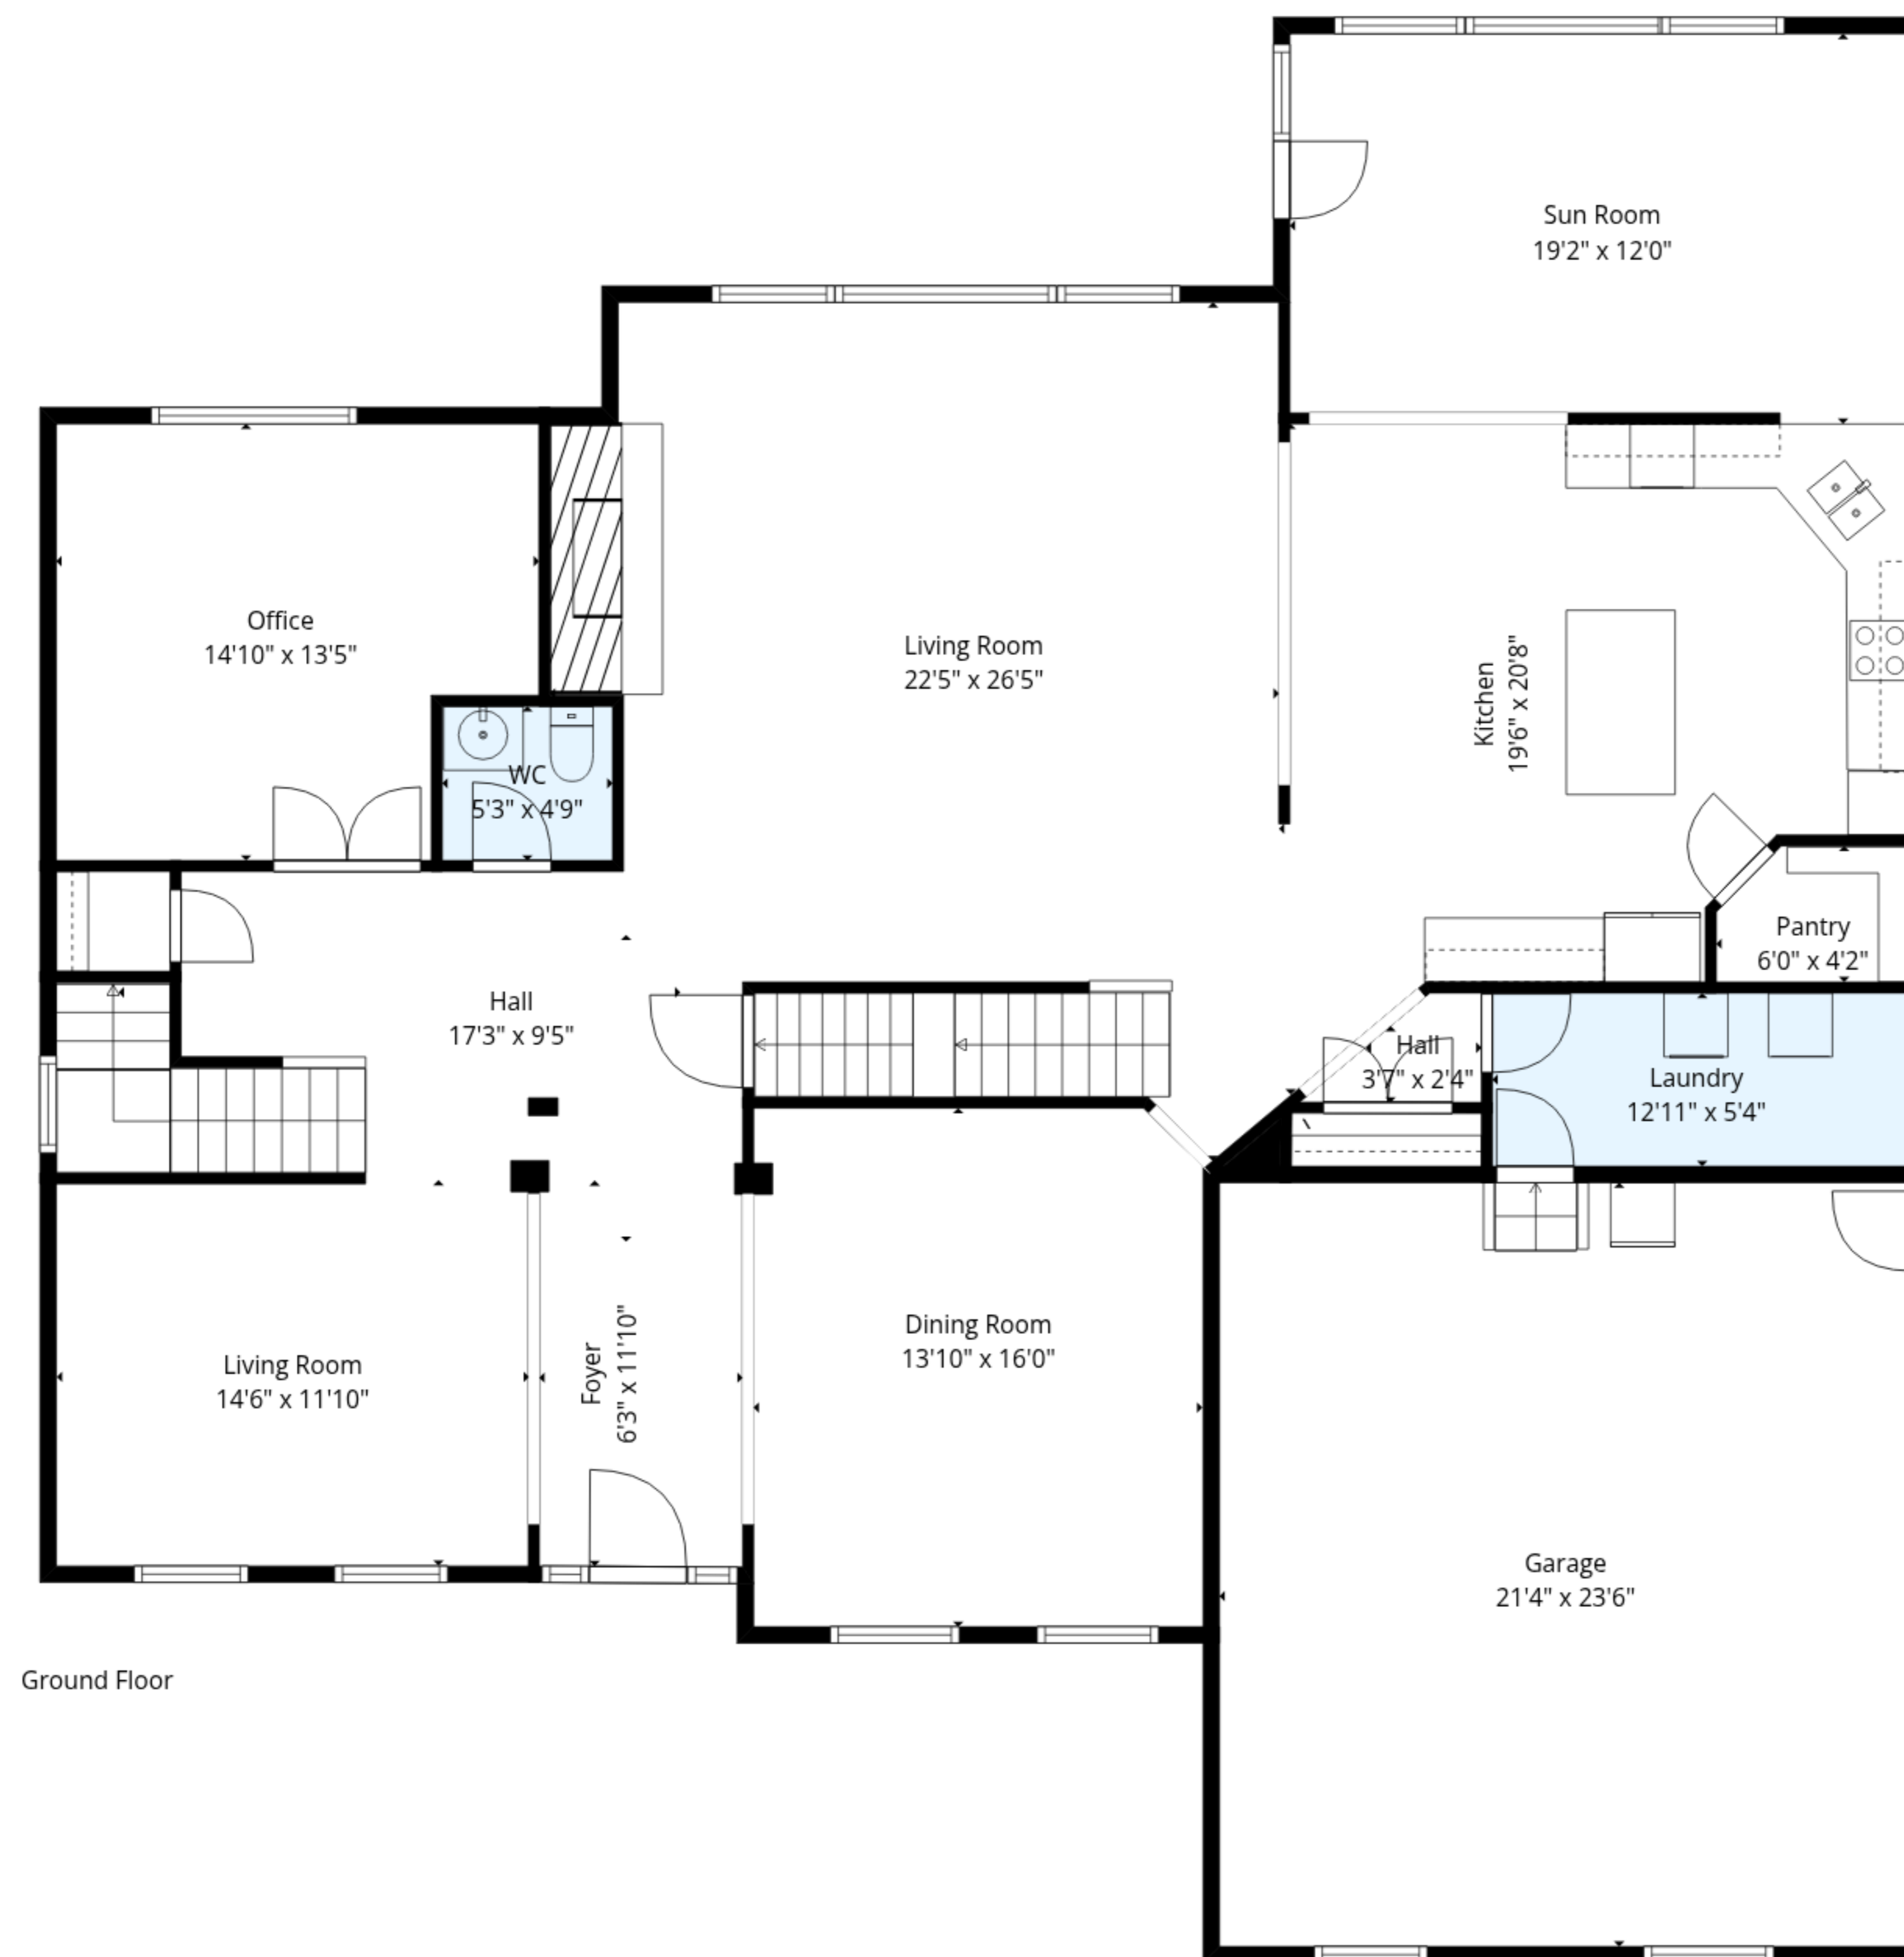 Sun Room
19'2" x 12'0"
Office
14'10" x 13'5"
Living Room
22'5" x 26'5"
Kitchen
19'6" x 20'8"
WC
5'3" x 4'9"
Pantry
6'0" x 4'2"
Hall
17'3" x 9'5"
Hall
3'7" x 2'4"
Laundry
12'11" x 5'4"
Living Room
14'6" x 11'10"
Foyer
6'3" x 11'10"
Dining Room
13'10" x 16'0"
Garage
21'4" x 23'6"
Ground Floor